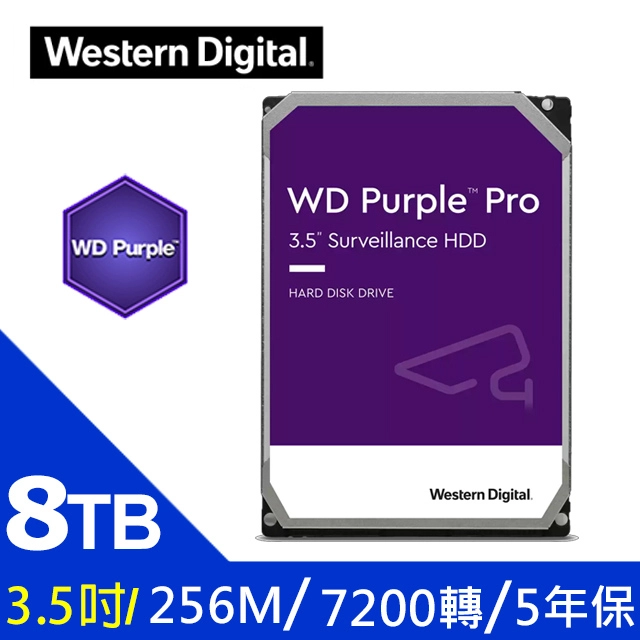 Western Digital®
WD Purple™
WD Purple™ Pro
3.5" Surveillance HDD
HARD DISK DRIVE
Western Digital.
8TB
3.5吋/ 256M/ 7200轉/5年保